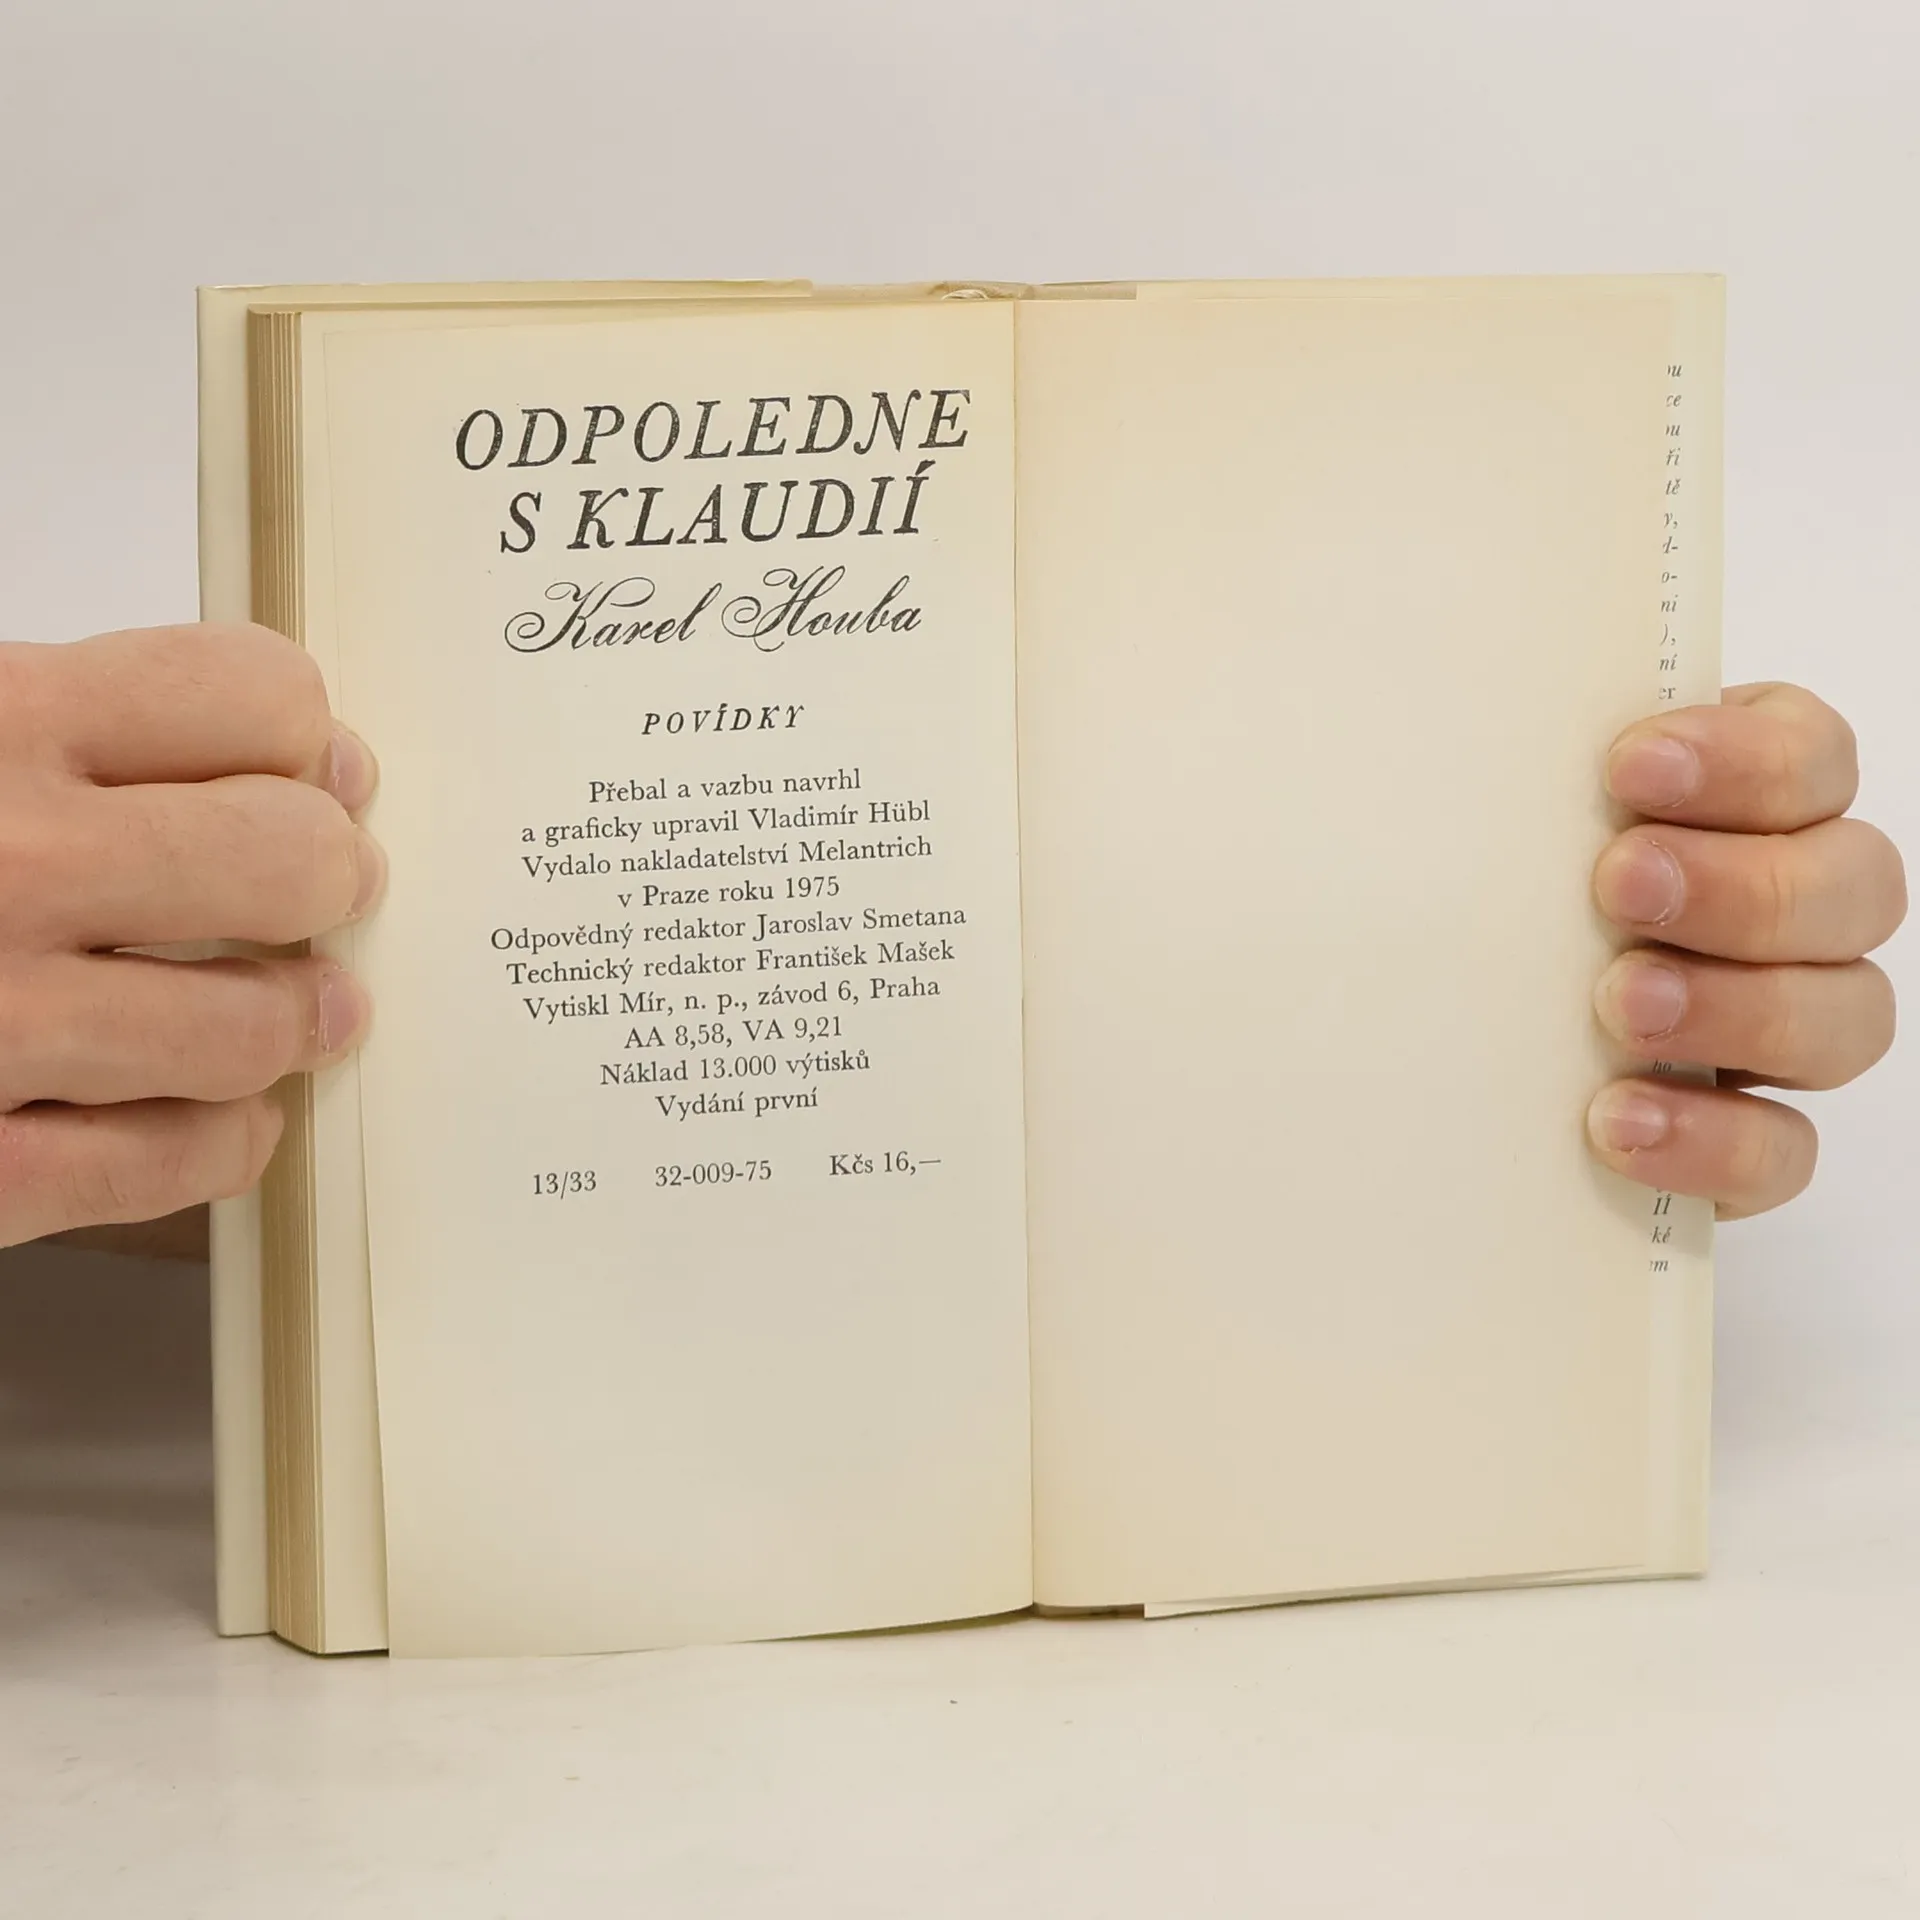 ODPOLEDNE
S KLAUDIÍ
Karel Houba
POVÍDKY
Přebal a vazbu navrhl
a graficky upravil Vladimír Hübl
Vydalo nakladatelství Melantrich
v Praze roku 1975
Odpovědný redaktor Jaroslav Smetana
Technický redaktor František Mašek
Vytiskl Mír, n. p., závod 6, Praha
AA 8,58, VA 9,21
Náklad 13.000 výtisků
Vydání první
13/33 32-009-75 Kčs 16,—